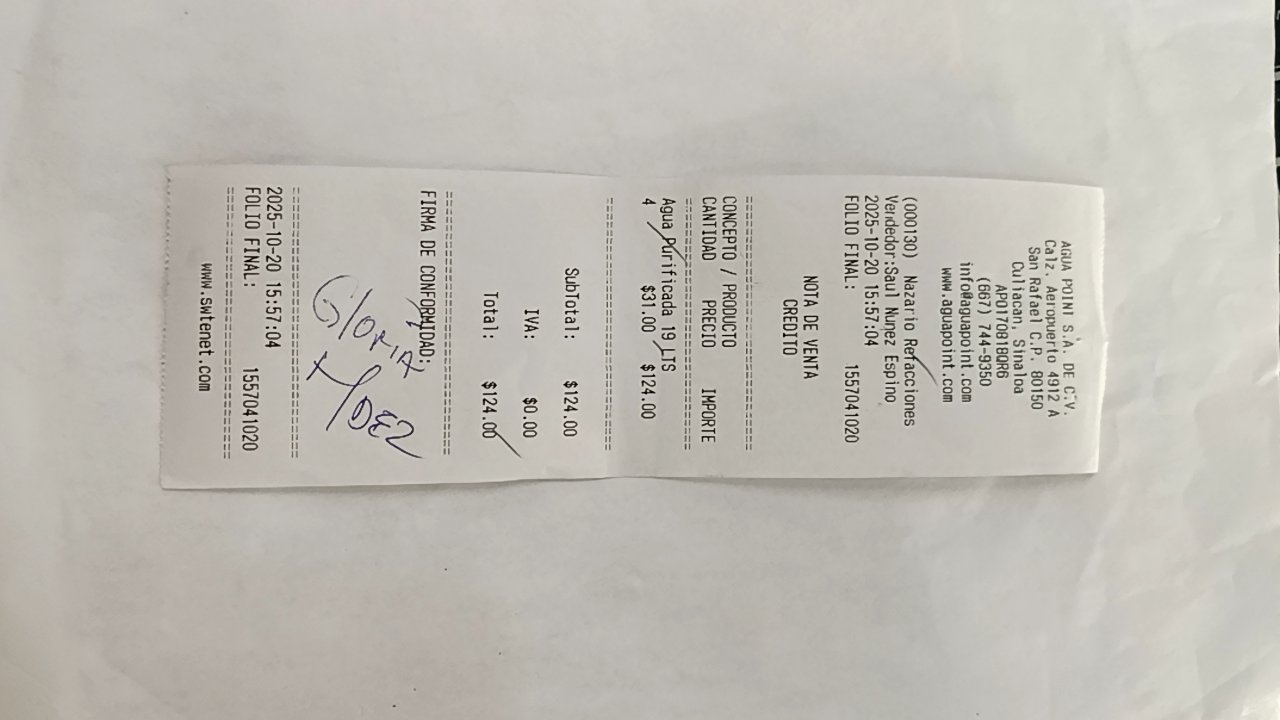 AGUA POINT S.A. DE C.V.
Calz. Aeropuerto 4912 A
San Rafael C.P. 80150
Culiacan, Sinaloa
APO170818QR6
(667) 744-9350
info@aguapoint.com
www.aguapoint.com
(000130) Nazario Refacciones
Vendedor:Saul Nunez Espino
2025-10-20 15:57:04
FOLIO FINAL: 1557041020
NOTA DE VENTA
CREDITO
==============================
CONCEPTO / PRODUCTO
CANTIDAD PRECIO IMPORTE
==============================
Agua Purificada 19 LTS
4 $31.00 $124.00
==============================
SubTotal: $124.00
IVA: $0.00
Total: $124.00
==============================
FIRMA DE CONFORMIDAD:
Gloria
==============================
2025-10-20 15:57:04
FOLIO FINAL: 1557041020
==============================
www.swtenet.com